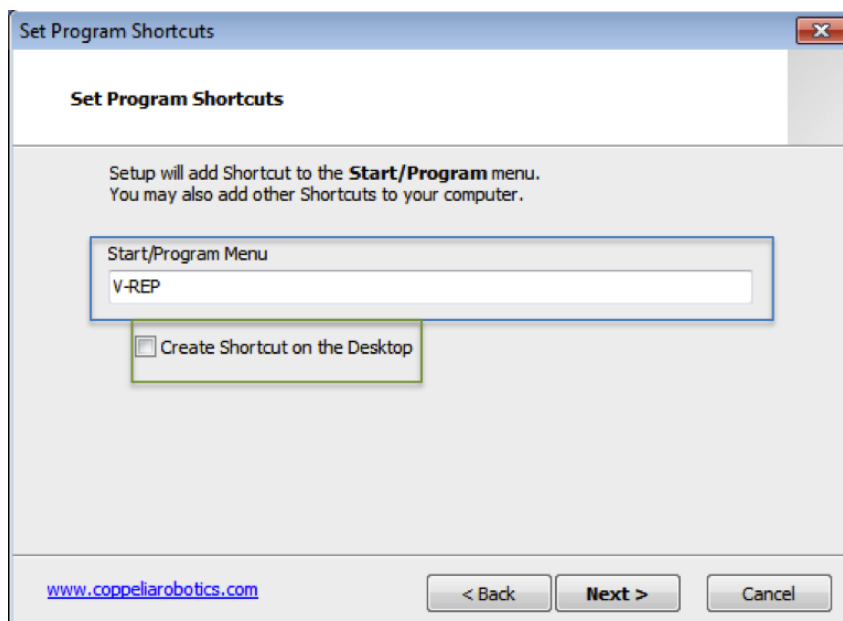 Set Program Shortcuts
Set Program Shortcuts
Setup will add Shortcut to the Start/Program menu.
You may also add other Shortcuts to your computer.
Start/Program Menu
V-REP
Create Shortcut on the Desktop
www.coppeliarobotics.com
< Back
Next >
Cancel